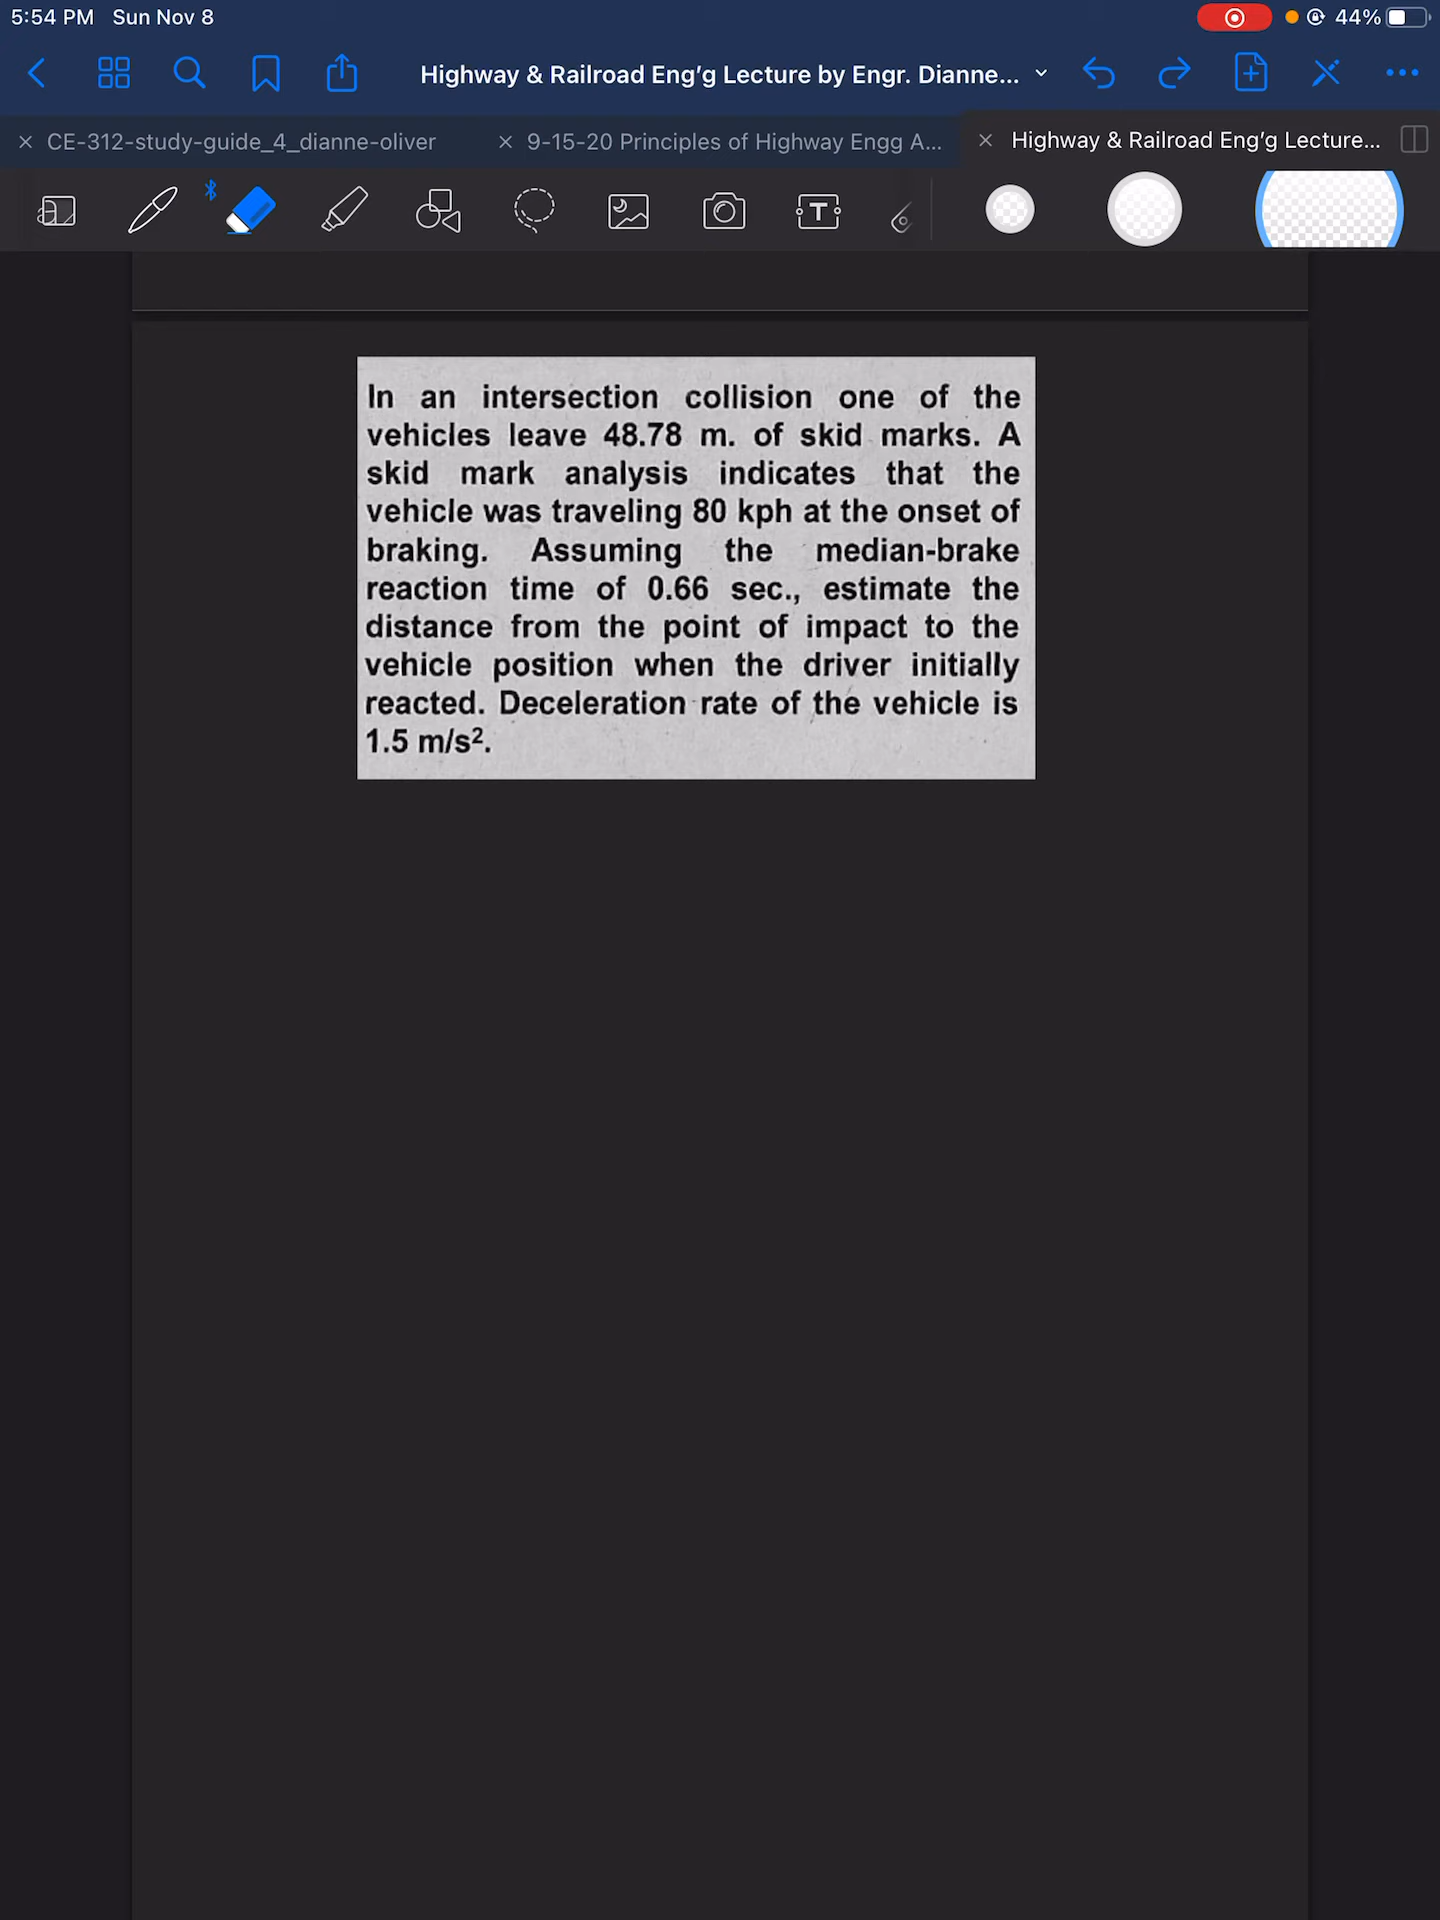 5:54 PM Sun Nov 8
44%
Highway & Railroad Eng’g Lecture by Engr. Dianne...
CE-312-study-guide_4_dianne-oliver
9-15-20 Principles of Highway Engg A...
Highway & Railroad Eng’g Lecture...
T
In an intersection collision one of the
vehicles leave 48.78 m. of skid marks. A
skid mark analysis indicates that the
vehicle was traveling 80 kph at the onset of
braking. Assuming the median-brake
reaction time of 0.66 sec., estimate the
distance from the point of impact to the
vehicle position when the driver initially
reacted. Deceleration rate of the vehicle is
1.5 m/s².